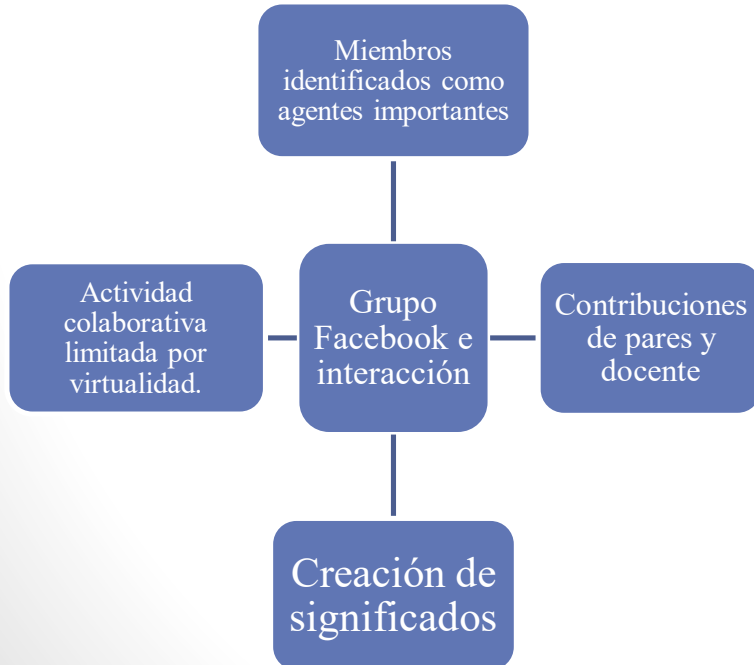 Miembros
identificados como
agentes importantes
Actividad
colaborativa
limitada por
virtualidad.
Grupo
Facebook e
interacción
Contribuciones
de pares y
docente
Creación de
significados